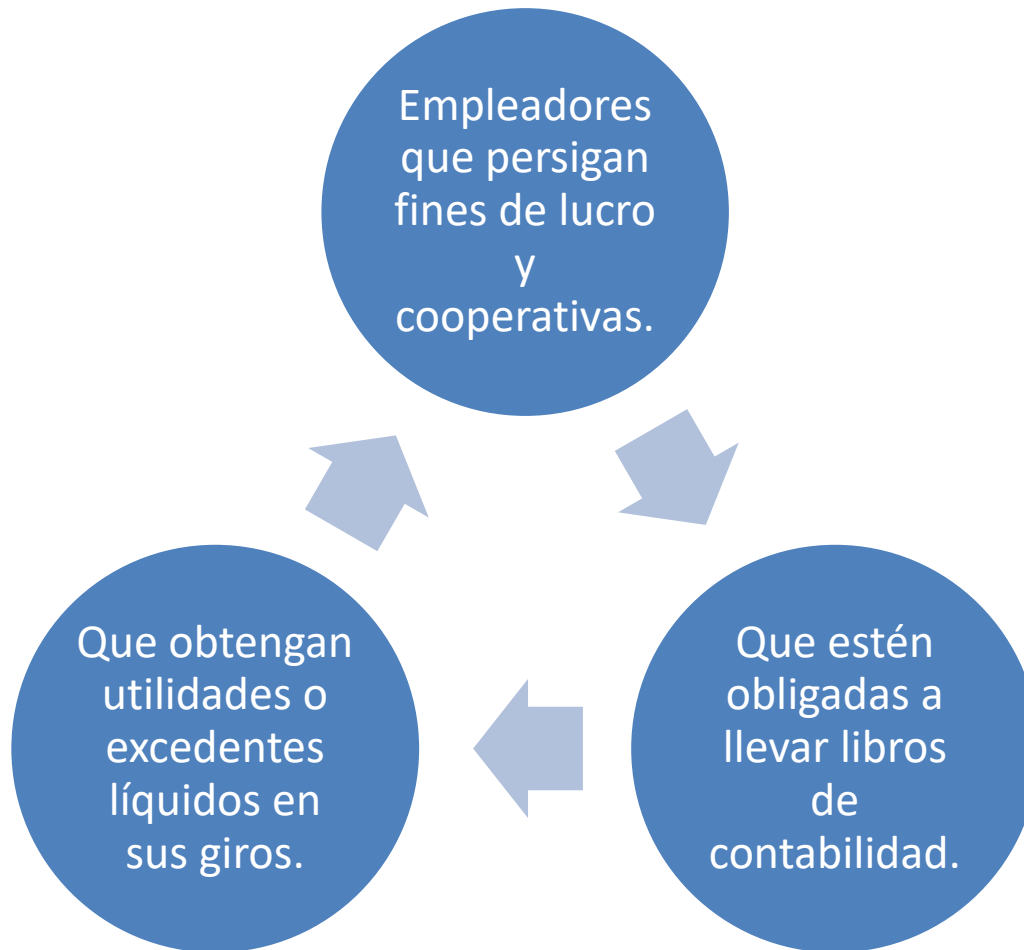 Empleadores
que persigan
fines de lucro
y
cooperativas.
Que estén
obligadas a
llevar libros
de
contabilidad.
Que obtengan
utilidades o
excedentes
líquidos en
sus giros.